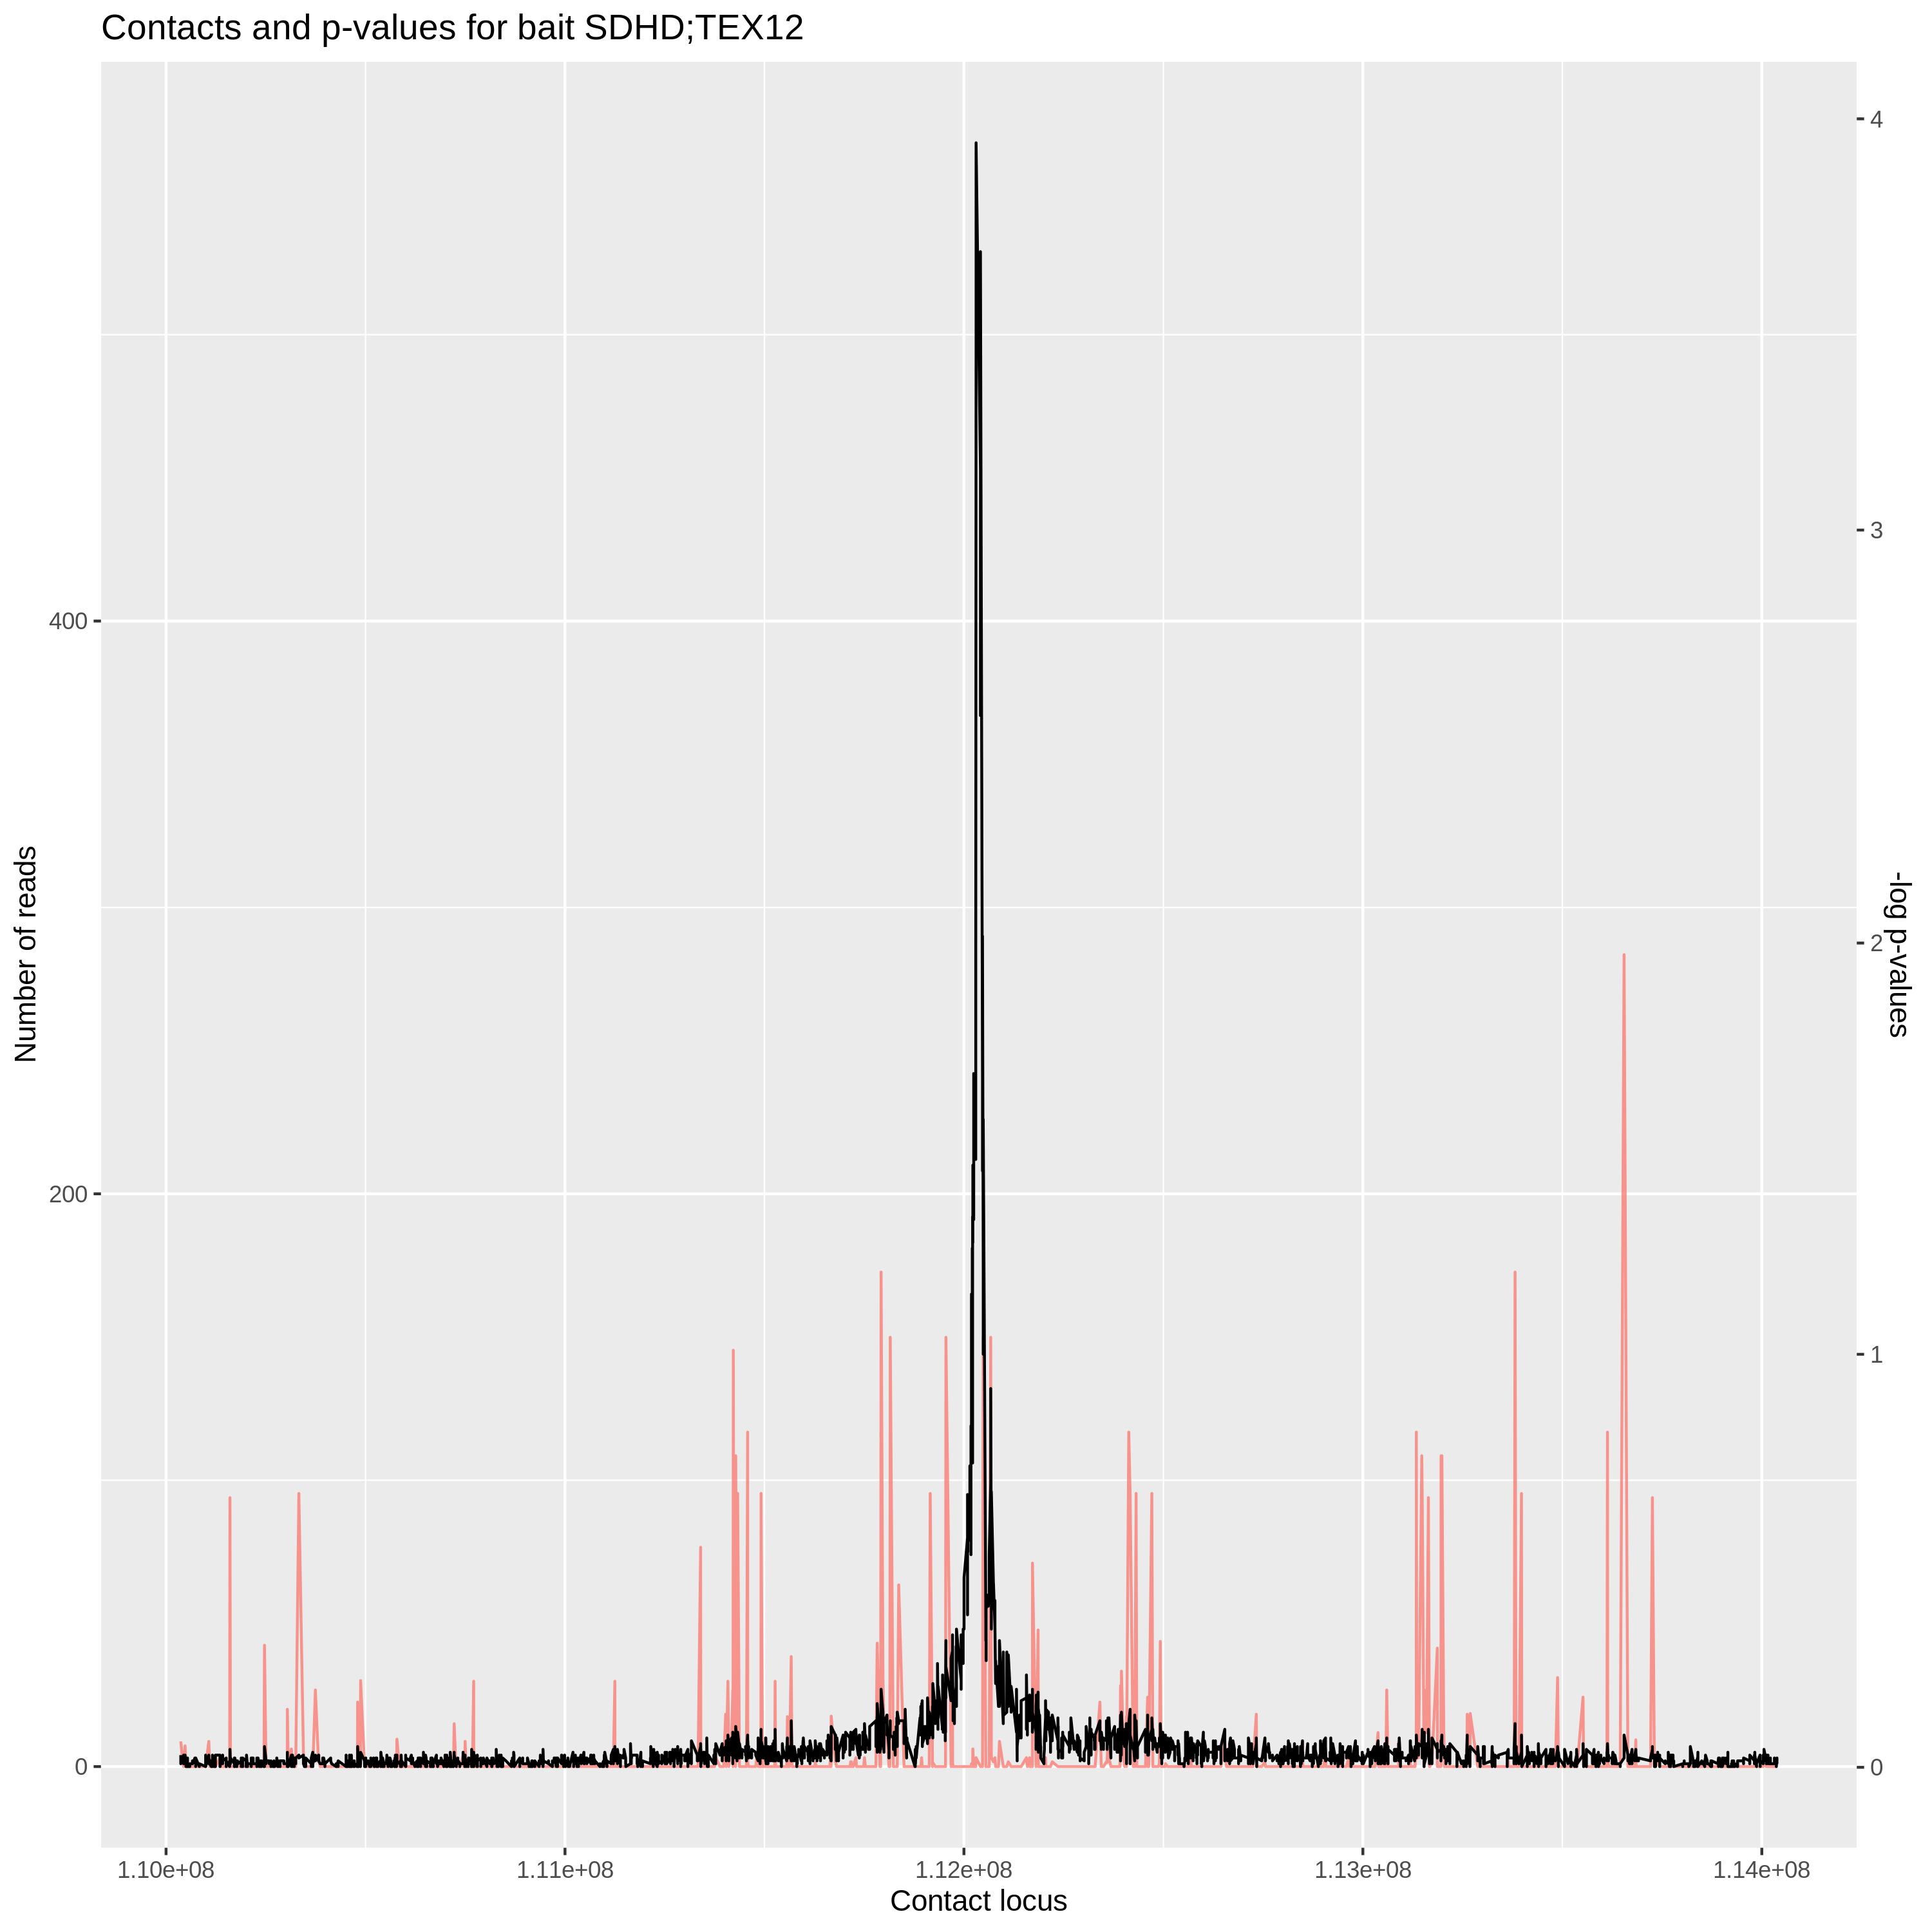 Contacts and p-values for bait SDHD;TEX12
Number of reads
400
200
0
4
3
2
1
0
-log p-values
1.10e+08
1.11e+08
1.12e+08
1.13e+08
1.14e+08
Contact locus